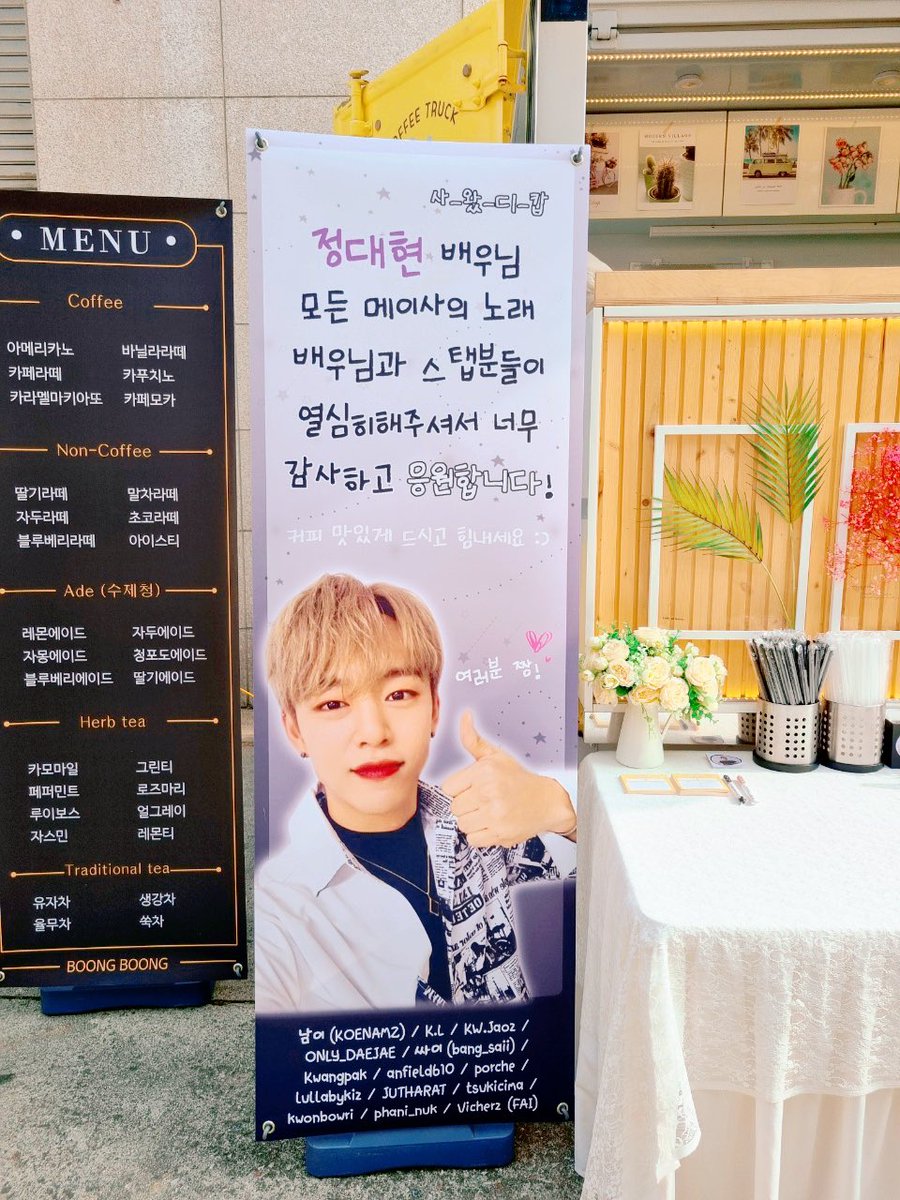 COFFEE TRUCK
MENU
Coffee
아메리카노 바닐라라떼
카페라떼 카푸치노
카라멜마키아또 카페모카
Non-Coffee
딸기라떼 말차라떼
자두라떼 초코라떼
블루베리라떼 아이스티
Ade (수제청)
레몬에이드 자두에이드
자몽에이드 청포도에이드
블루베리에이드 딸기에이드
Herb tea
카모마일 그린티
페퍼민트 로즈마리
루이보스 얼그레이
자스민 레몬티
Traditional tea
유자차 생강차
율무차 쑥차
BOONG BOONG
사-왔-디-캅
정대현 배우님
모든 메이사의 노래
배우님과 스탭분들이
열심히해주셔서 너무
감사하고 응원합니다!
커피 맛있게 드시고 힘내세요 :)
여러분 짱!
남이 (KOENAM2) / K.L / KW.Jaoz /
ONLY_DAEJAE / 싸이 (bang_saii) /
Kwangpak / anfield610 / porche /
lullabykiz / JUTHARAT / tsukicima /
kwonbowri / phani_nuk / Vicherz (FAI)